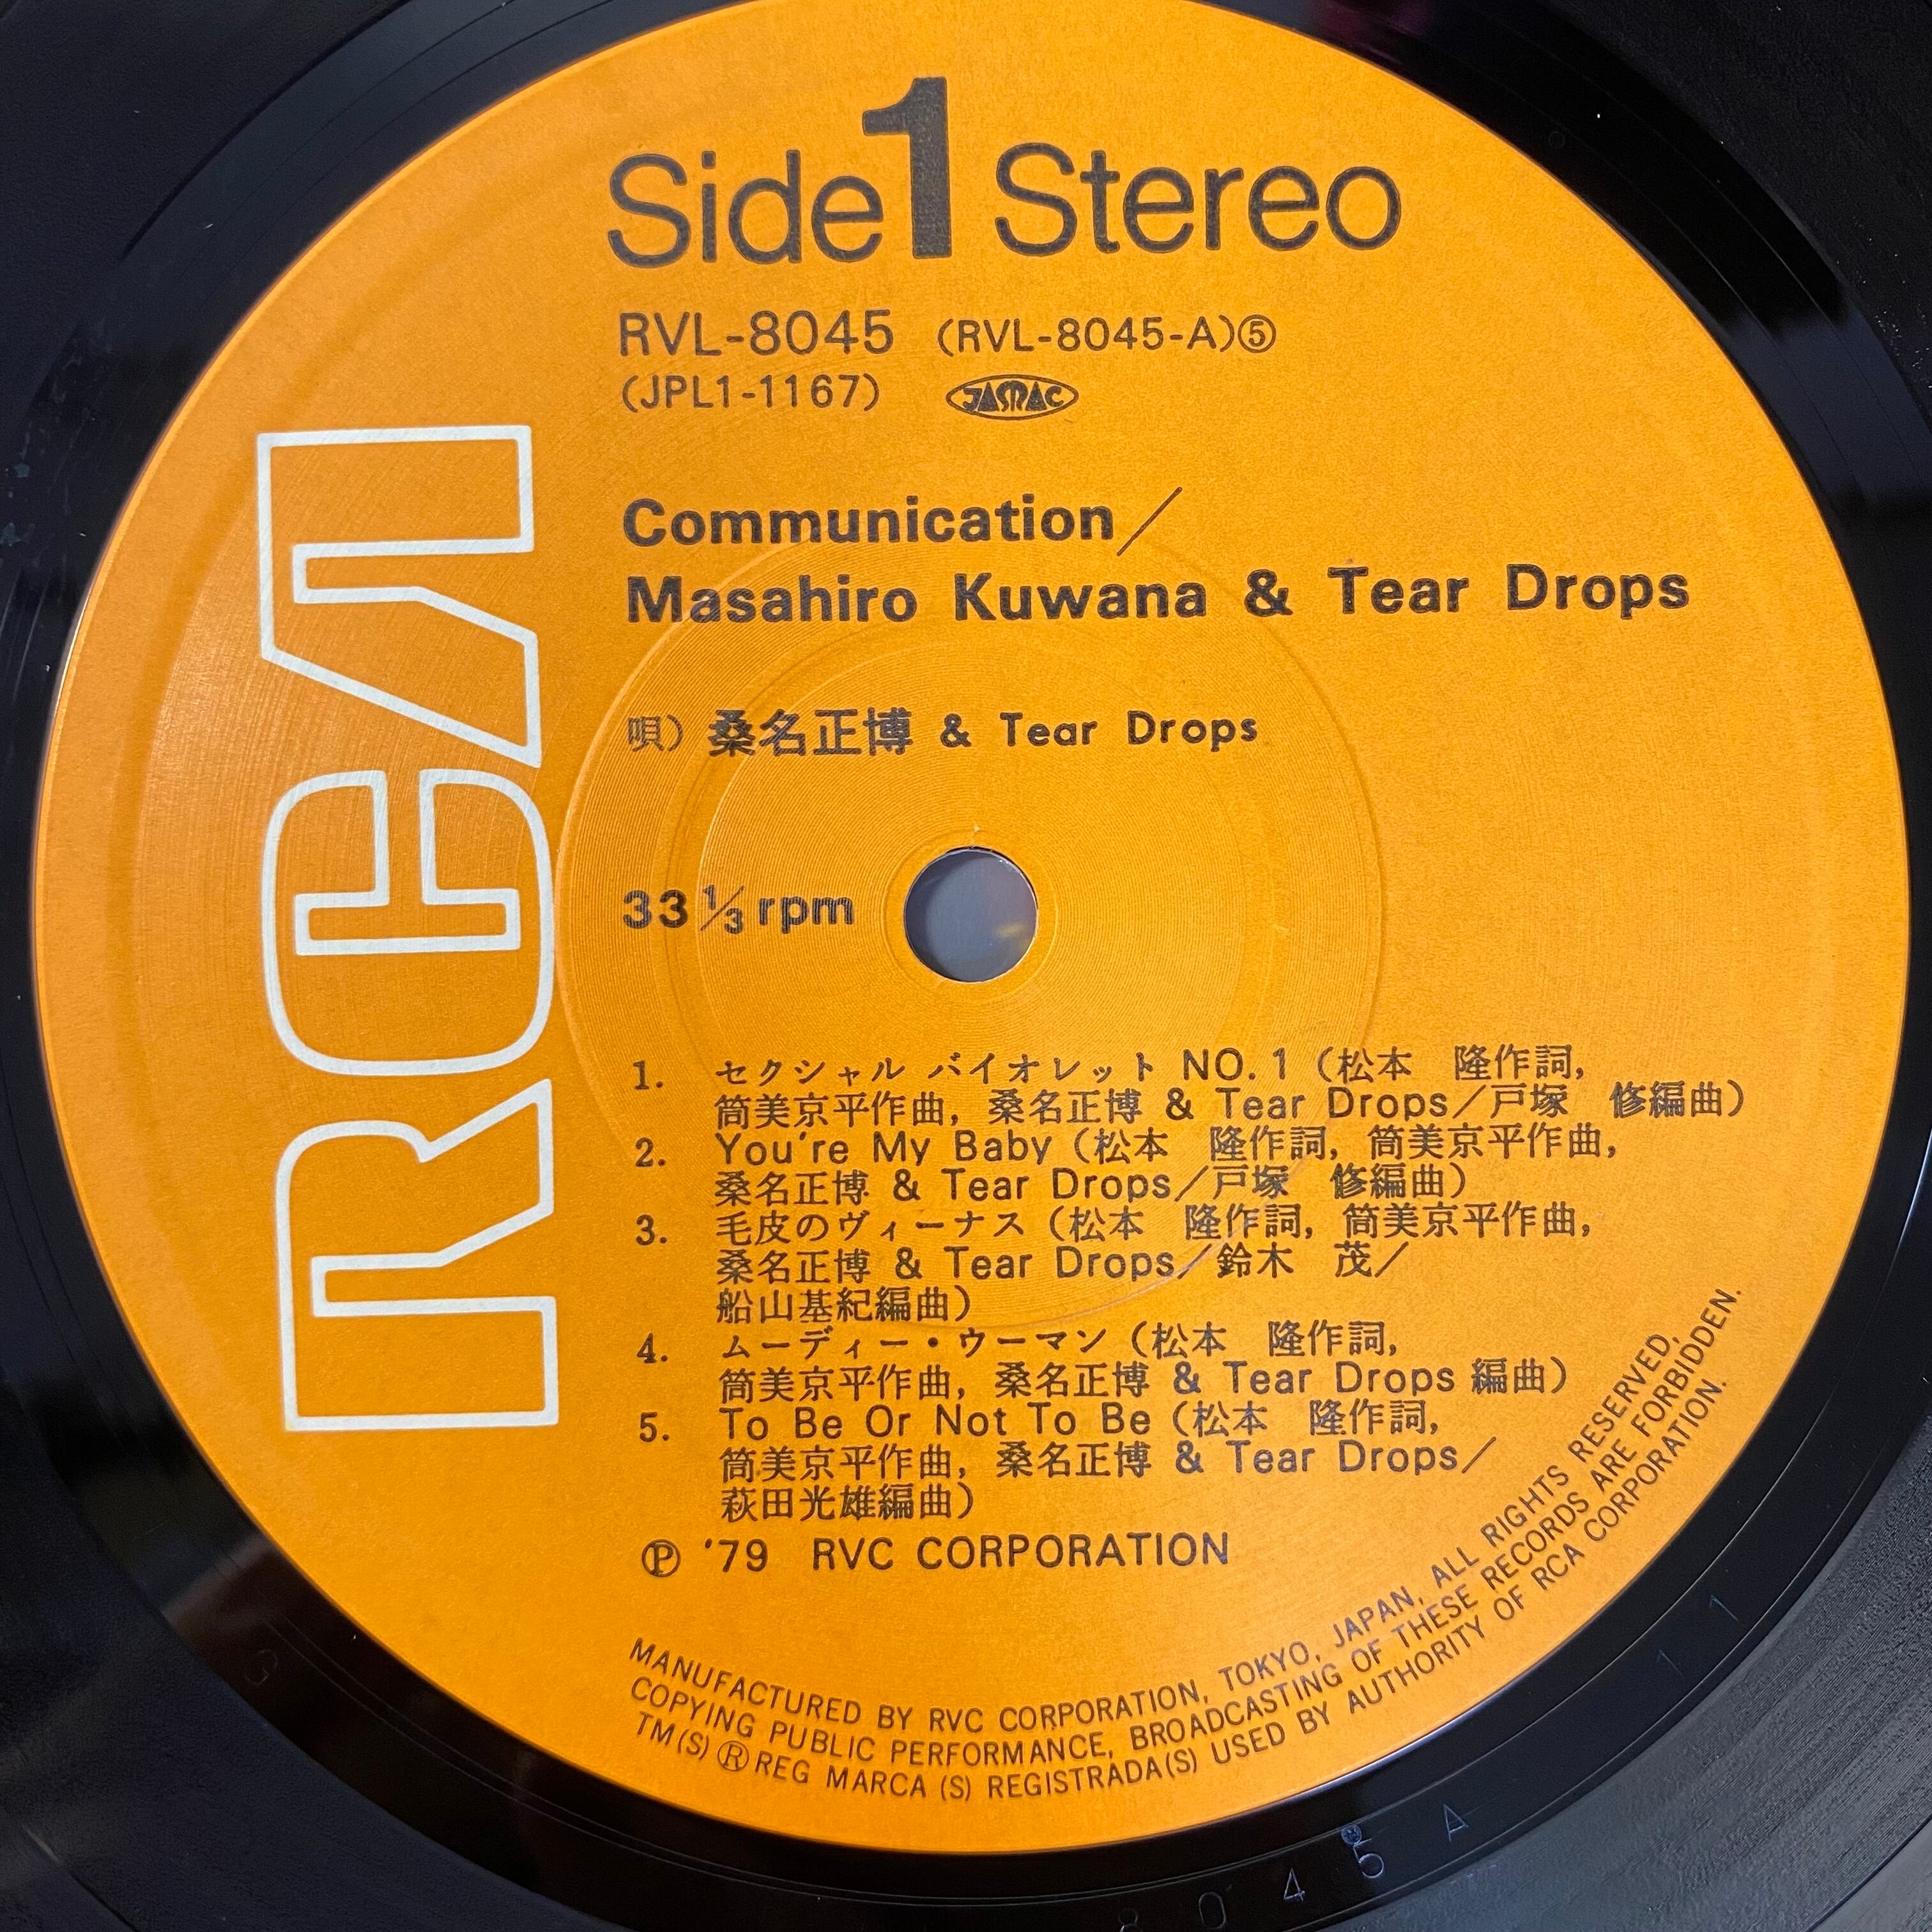 Side 1 Stereo
RVL-8045 (RVL-8045-A)⑤
(JPL1-1167) JASRAC
Communication／
Masahiro Kuwana & Tear Drops
唄) 桑名正博 & Tear Drops
33 1/3 rpm
RCA
1. セクシャル バイオレット NO.1 (松本　隆作詞,
筒美京平作曲, 桑名正博 & Tear Drops／戸塚　修編曲)
2. You're My Baby (松本　隆作詞, 筒美京平作曲,
桑名正博 & Tear Drops／戸塚　修編曲)
3. 毛皮のヴィーナス (松本　隆作詞, 筒美京平作曲,
桑名正博 & Tear Drops／鈴木　茂／
船山基紀編曲)
4. ムーディー・ウーマン (松本　隆作詞,
筒美京平作曲, 桑名正博 & Tear Drops 編曲)
5. To Be Or Not To Be (松本　隆作詞,
筒美京平作曲, 桑名正博 & Tear Drops／
萩田光雄編曲)
Ⓟ '79 RVC CORPORATION
MANUFACTURED BY RVC CORPORATION, TOKYO, JAPAN, ALL RIGHTS RESERVED,
COPYING PUBLIC PERFORMANCE, BROADCASTING OF THESE RECORDS ARE FORBIDDEN.
TM(S) ® REG MARCA (S) REGISTRADA(S) USED BY AUTHORITY OF RCA CORPORATION.
G
8045 A
1 1